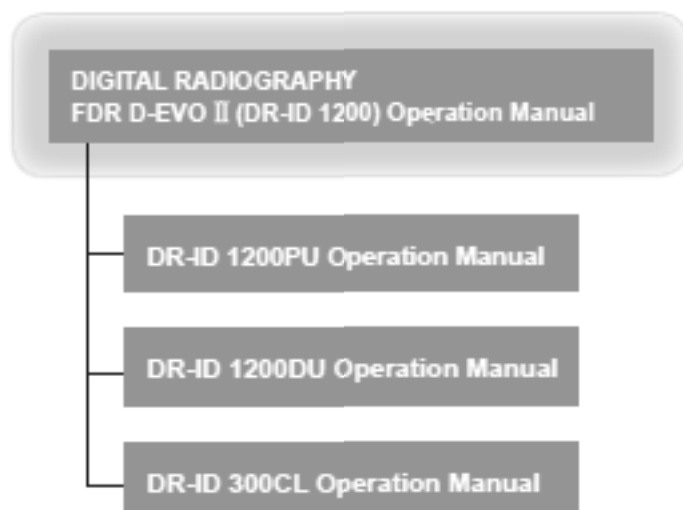 DIGITAL RADIOGRAPHY
FDR D-EVO Ⅱ (DR-ID 1200) Operation Manual
DR-ID 1200PU Operation Manual
DR-ID 1200DU Operation Manual
DR-ID 300CL Operation Manual